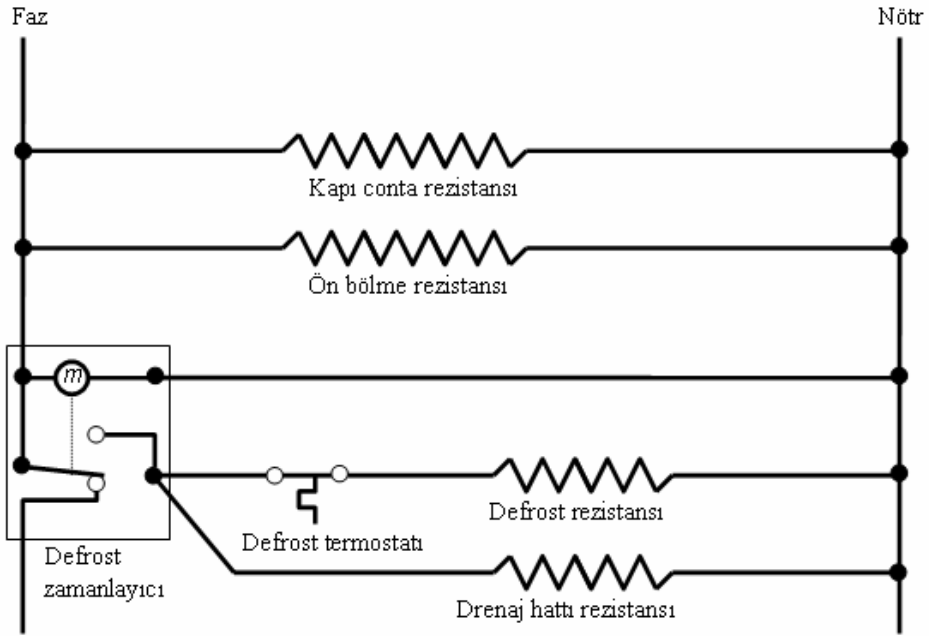 Faz
Nötr
Kapı conta rezistansı
Ön bölme rezistansı
m
Defrost rezistansı
Defrost termostatı
Defrost
zamanlayıcı
Drenaj hattı rezistansı